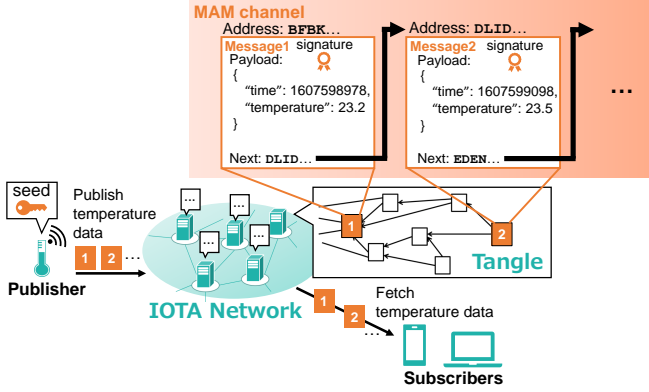 MAM channel
Address: BFBK...
Address: DLID...
Message1 signature
Payload:
{
"time": 1607598978,
"temperature": 23.2
}
Next: DLID...
Message2 signature
Payload:
{
"time": 1607599098,
"temperature": 23.5
}
Next: EDEN...
...
seed
Publish
temperature
data
1 2 ...
Publisher
...
...
...
...
...
IOTA Network
1
2
Tangle
1
2
...
Fetch
temperature data
Subscribers